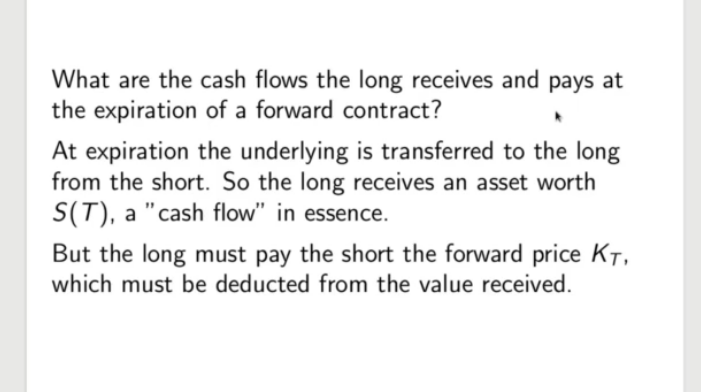 What are the cash flows the long receives and pays at
the expiration of a forward contract?
At expiration the underlying is transferred to the long
from the short. So the long receives an asset worth
S(T), a "cash flow" in essence.
But the long must pay the short the forward price K_T,
which must be deducted from the value received.